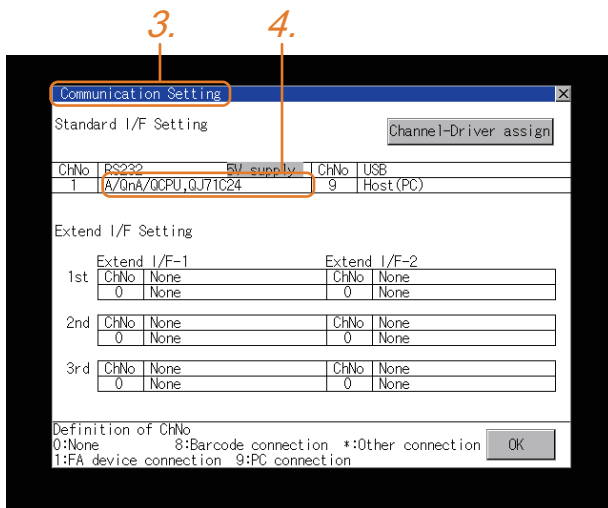 3. 4.
Communication Setting
Standard I/F Setting
Channel-Driver assign
ChNo RS232 5V supply ChNo USB
1 A/QnA/QCPU,QJ71C24 9 Host(PC)
Extend I/F Setting
Extend I/F-1 Extend I/F-2
1st ChNo None ChNo None
0 None 0 None
2nd ChNo None ChNo None
0 None 0 None
3rd ChNo None ChNo None
0 None 0 None
Definition of ChNo
0:None 8:Barcode connection *:Other connection OK
1:FA device connection 9:PC connection